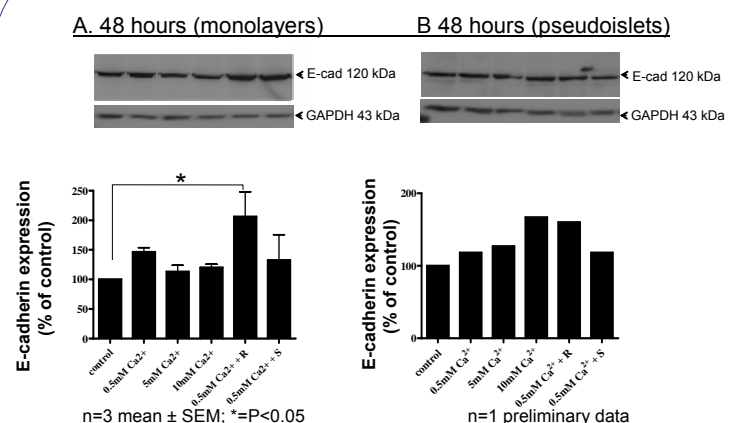 A. 48 hours (monolayers)
B 48 hours (pseudoislets)
E-cad 120 kDa
GAPDH 43 kDa
E-cad 120 kDa
GAPDH 43 kDa
E-cadherin expression
(% of control)
250
200
150
100
50
0
*
control
0.5mM Ca2+
5mM Ca2+
10mM Ca2+
0.5mM Ca2+ + R
0.5mM Ca2+ + S
n=3 mean ± SEM; *=P<0.05
E-cadherin expression
(% of control)
200
100
0
control
0.5mM Ca²⁺
5mM Ca²⁺
10mM Ca²⁺
0.5mM Ca²⁺ + R
0.5mM Ca²⁺ + S
n=1 preliminary data